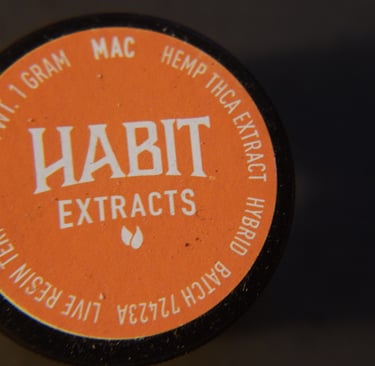 WT. 1 GRAM MAC HEMP THCA EXTRACT HYBRID BATCH 72423A LIVE RESIN
HABIT
EXTRACTS